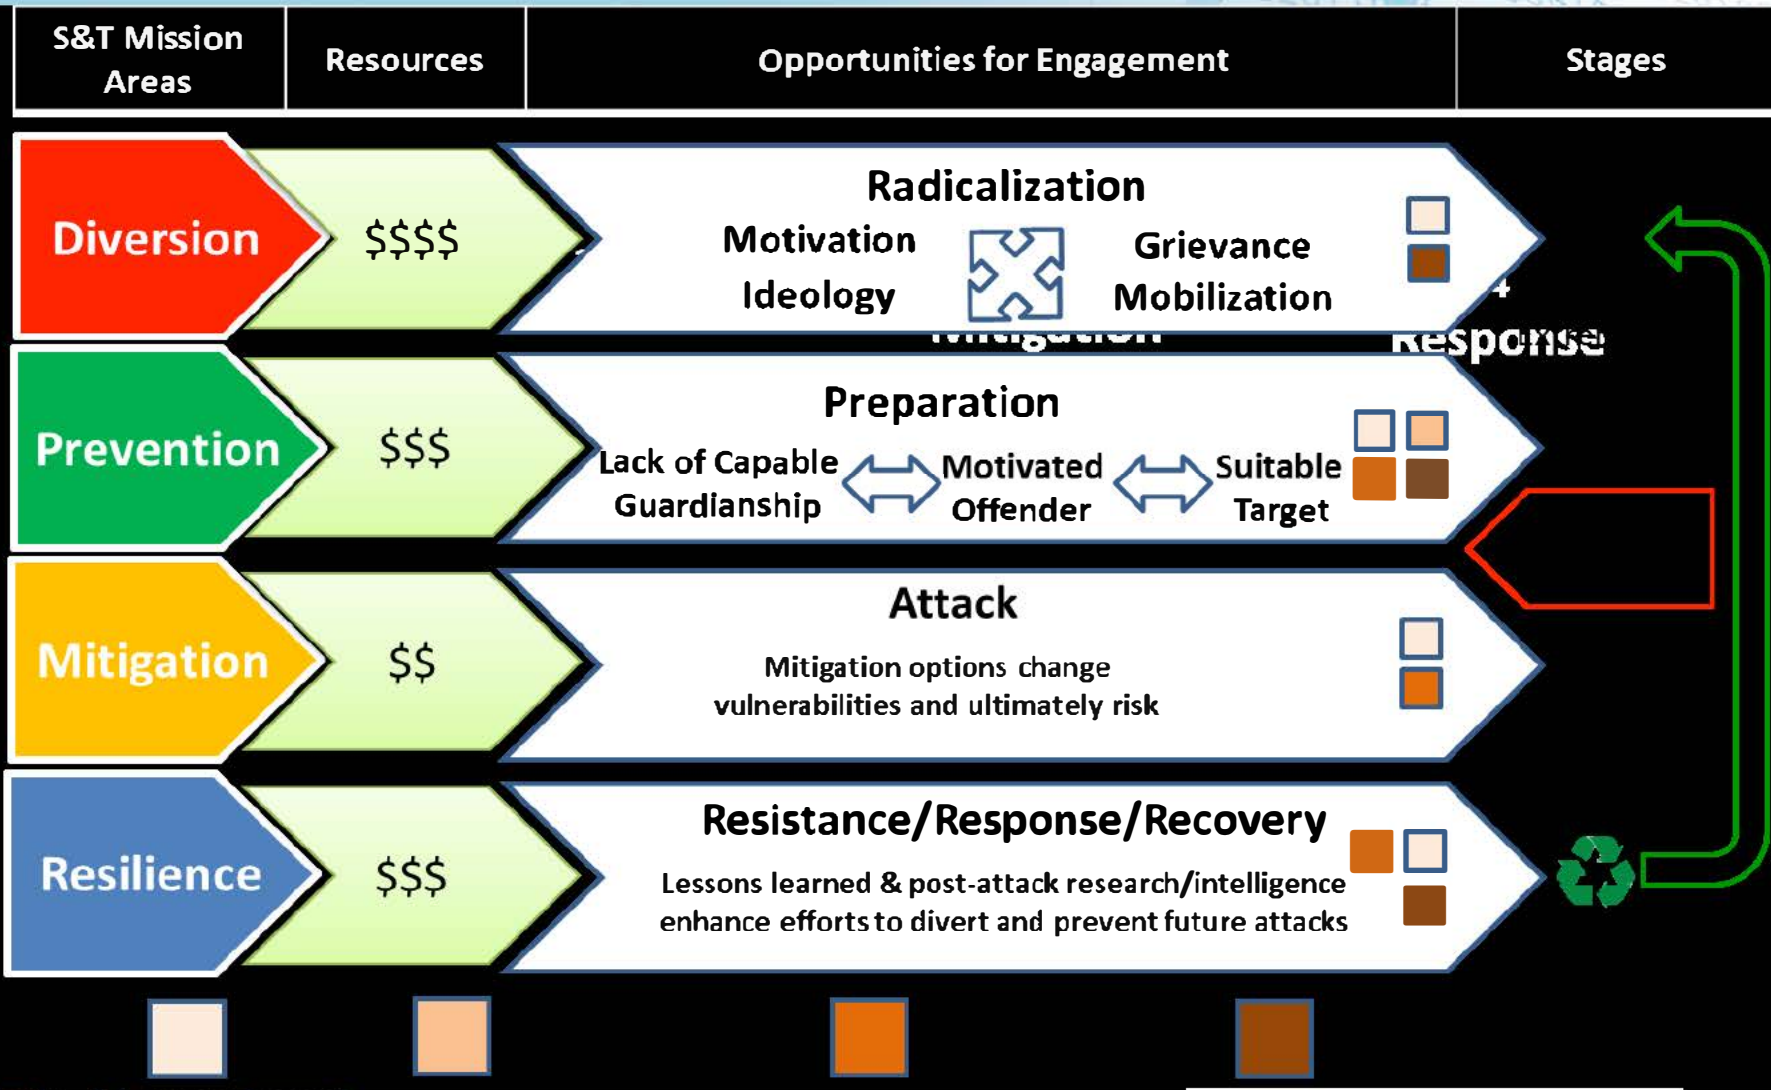 S&T Mission
Areas
Resources
Opportunities for Engagement
Stages
Diversion
$$$$
Radicalization
Motivation
Grievance
Ideology
Mobilization
Mitigation
Response
Prevention
$$$
Preparation
Lack of Capable
Guardianship
Motivated
Offender
Suitable
Target
Mitigation
$$
Attack
Mitigation options change
vulnerabilities and ultimately risk
Resilience
$$$
Resistance/Response/Recovery
Lessons learned & post-attack research/intelligence
enhance efforts to divert and prevent future attacks